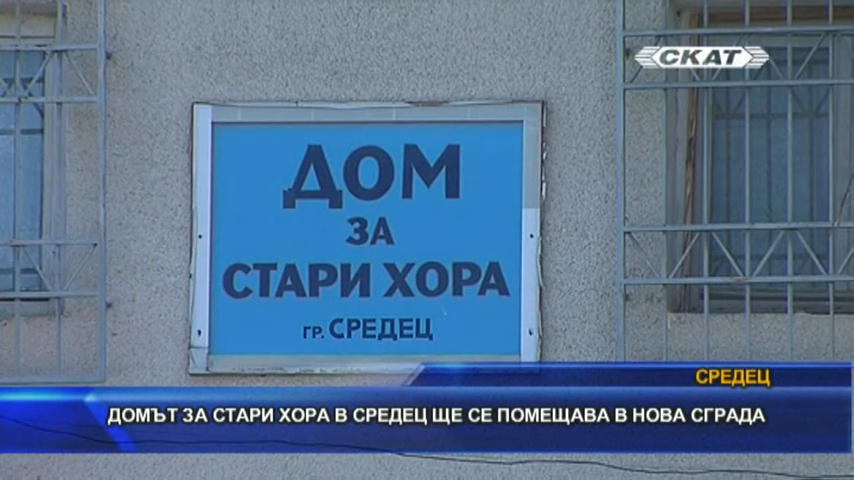 СКАТ
ДОМ
ЗА
СТАРИ ХОРА
ГР. СРЕДЕЦ
СРЕДЕЦ
ДОМЪТ ЗА СТАРИ ХОРА В СРЕДЕЦ ЩЕ СЕ ПОМЕЩАВА В НОВА СГРАДА